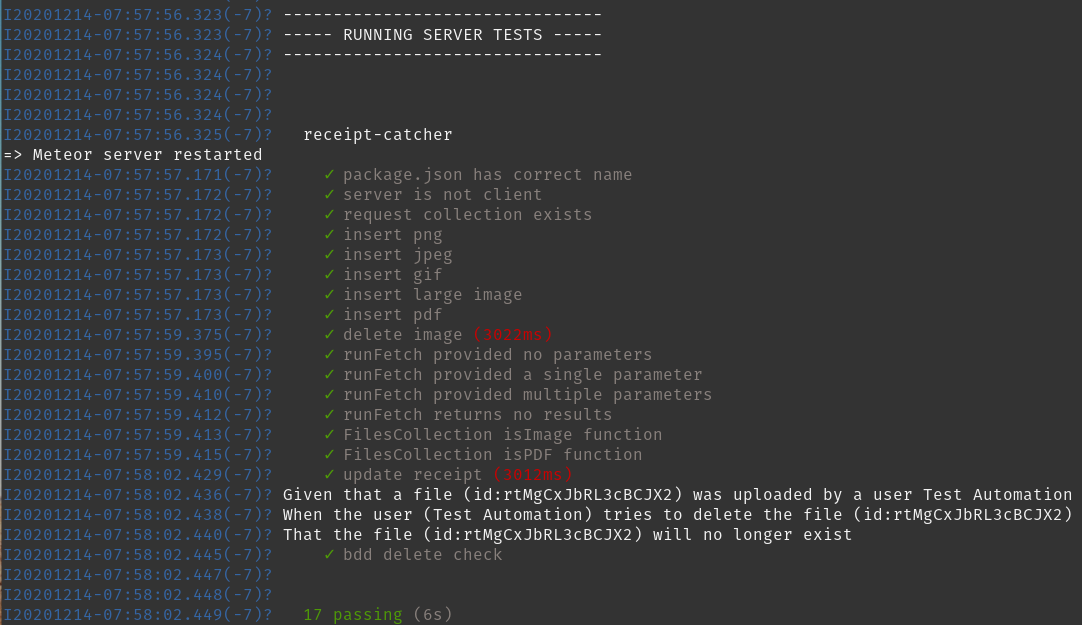 I20201214-07:57:56.323(-7)? --------------------------------
I20201214-07:57:56.323(-7)? ----- RUNNING SERVER TESTS -----
I20201214-07:57:56.324(-7)? --------------------------------
I20201214-07:57:56.324(-7)?
I20201214-07:57:56.324(-7)?
I20201214-07:57:56.324(-7)?
I20201214-07:57:56.325(-7)?   receipt-catcher
=> Meteor server restarted
I20201214-07:57:57.171(-7)?     ✓ package.json has correct name
I20201214-07:57:57.172(-7)?     ✓ server is not client
I20201214-07:57:57.172(-7)?     ✓ request collection exists
I20201214-07:57:57.172(-7)?     ✓ insert png
I20201214-07:57:57.173(-7)?     ✓ insert jpeg
I20201214-07:57:57.173(-7)?     ✓ insert gif
I20201214-07:57:57.173(-7)?     ✓ insert large image
I20201214-07:57:57.173(-7)?     ✓ insert pdf
I20201214-07:57:59.375(-7)?     ✓ delete image (3022ms)
I20201214-07:57:59.395(-7)?     ✓ runFetch provided no parameters
I20201214-07:57:59.400(-7)?     ✓ runFetch provided a single parameter
I20201214-07:57:59.410(-7)?     ✓ runFetch provided multiple parameters
I20201214-07:57:59.412(-7)?     ✓ runFetch returns no results
I20201214-07:57:59.413(-7)?     ✓ FilesCollection isImage function
I20201214-07:57:59.415(-7)?     ✓ FilesCollection isPDF function
I20201214-07:58:02.429(-7)?     ✓ update receipt (3012ms)
I20201214-07:58:02.436(-7)? Given that a file (id:rtMgCxJbRL3cBCJX2) was uploaded by a user Test Automation
I20201214-07:58:02.438(-7)? When the user (Test Automation) tries to delete the file (id:rtMgCxJbRL3cBCJX2)
I20201214-07:58:02.440(-7)? That the file (id:rtMgCxJbRL3cBCJX2) will no longer exist
I20201214-07:58:02.445(-7)?     ✓ bdd delete check
I20201214-07:58:02.447(-7)?
I20201214-07:58:02.448(-7)?
I20201214-07:58:02.449(-7)?   17 passing (6s)